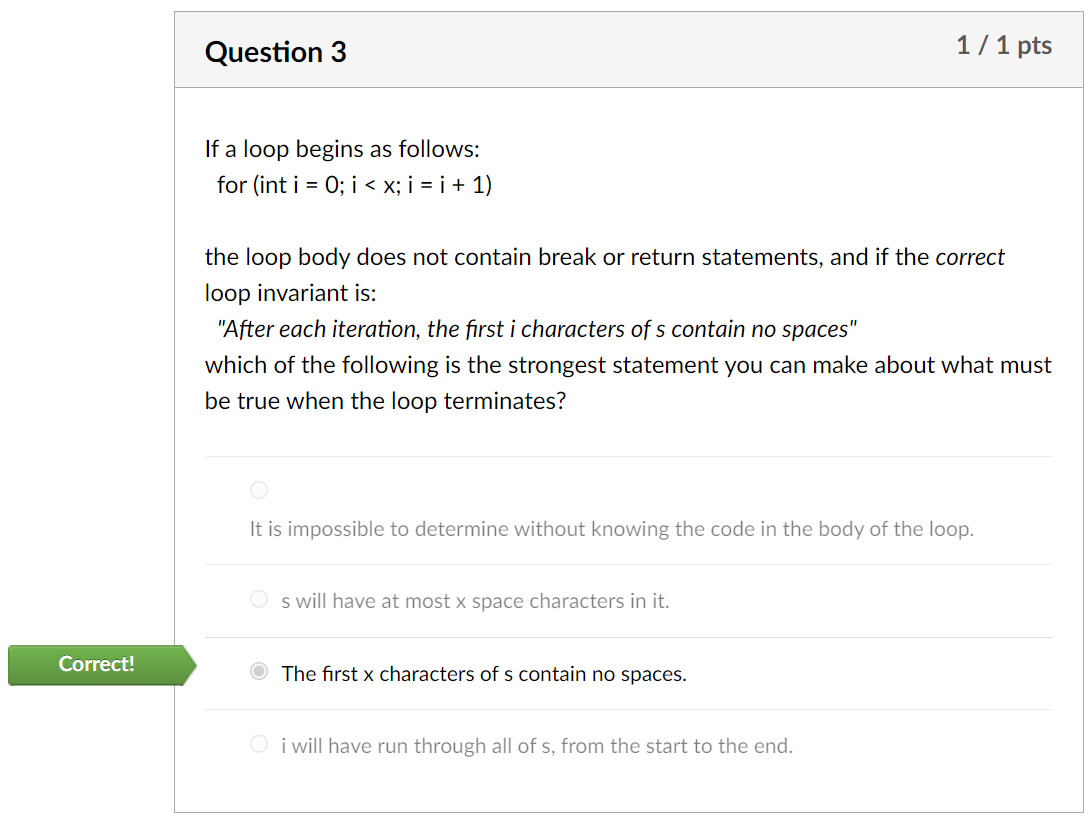 Question 3
1 / 1 pts
If a loop begins as follows:
for (int i = 0; i < x; i = i + 1)
the loop body does not contain break or return statements, and if the correct
loop invariant is:
"After each iteration, the first i characters of s contain no spaces"
which of the following is the strongest statement you can make about what must
be true when the loop terminates?
It is impossible to determine without knowing the code in the body of the loop.
s will have at most x space characters in it.
Correct!
The first x characters of s contain no spaces.
i will have run through all of s, from the start to the end.